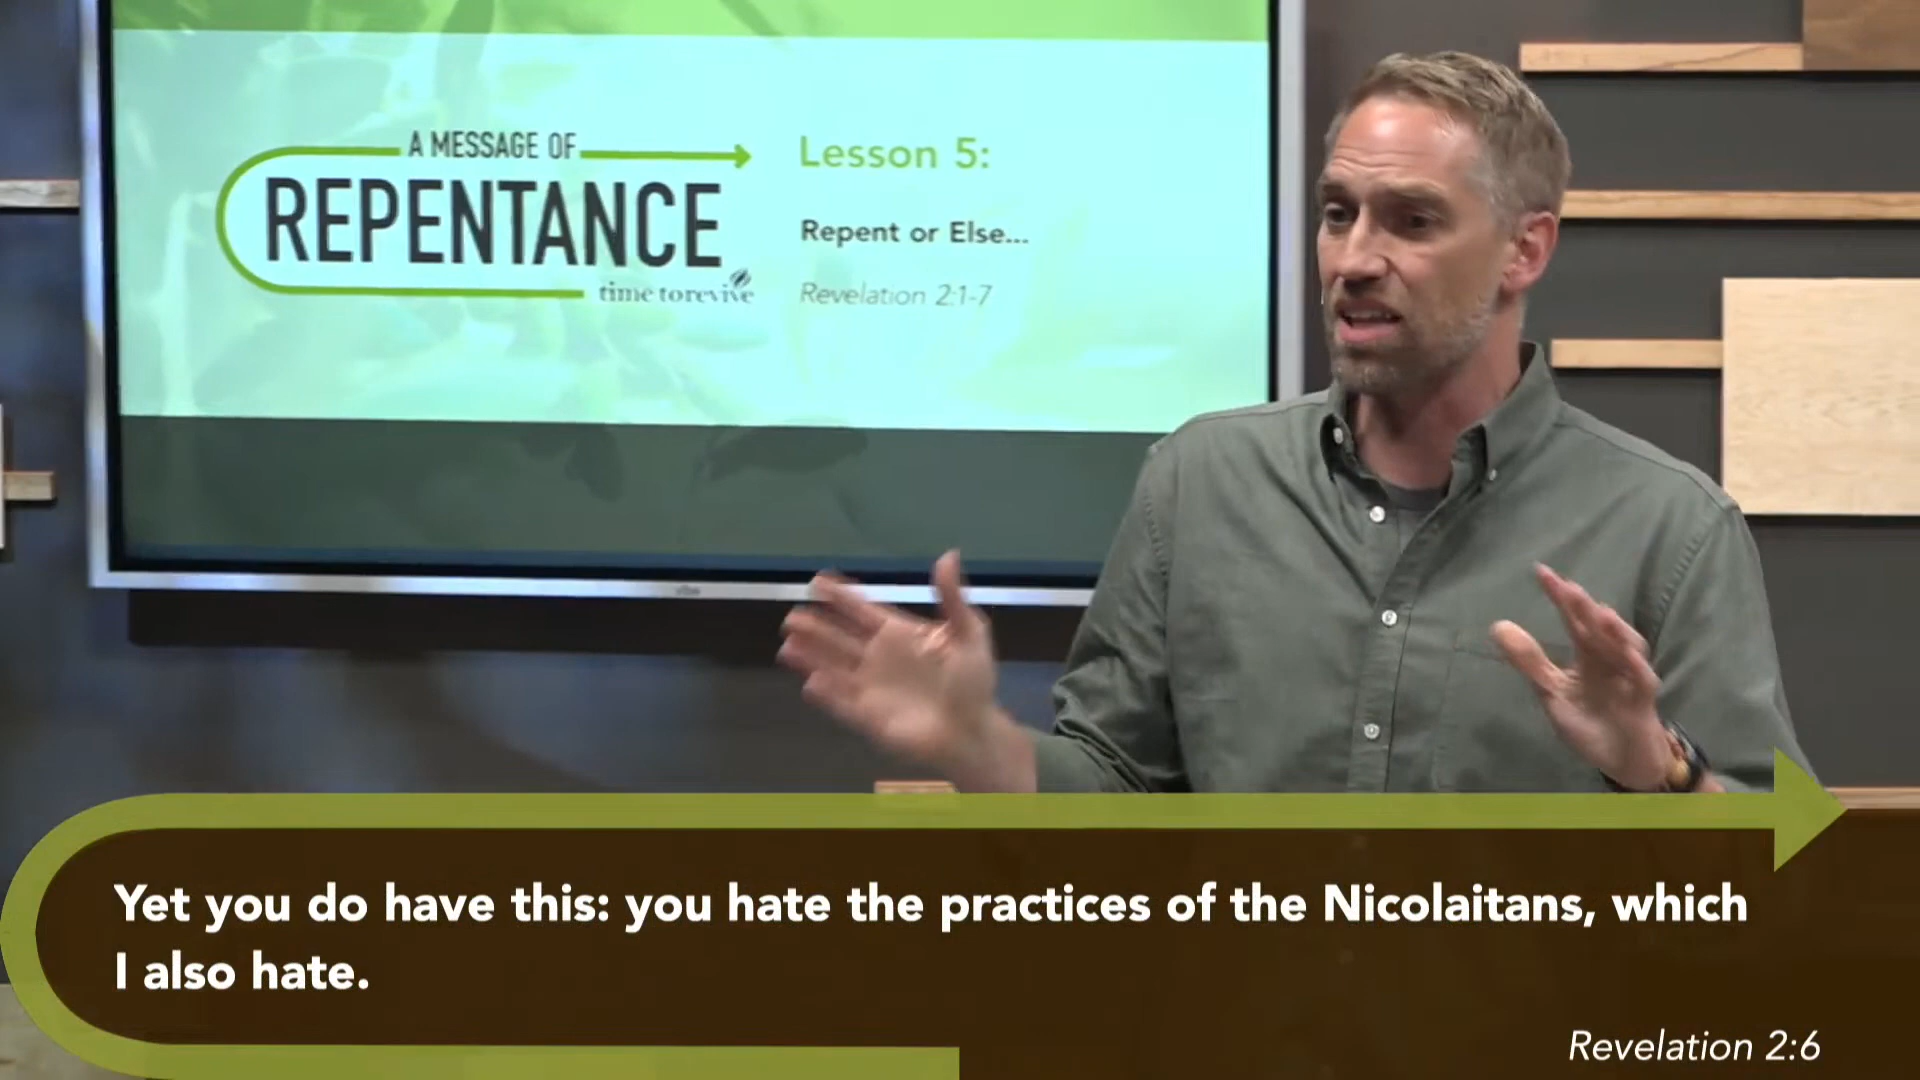 A MESSAGE OF
REPENTANCE
time to revive
Lesson 5:
Repent or Else...
Revelation 2:1-7
Yet you do have this: you hate the practices of the Nicolaitans, which
I also hate.
Revelation 2:6